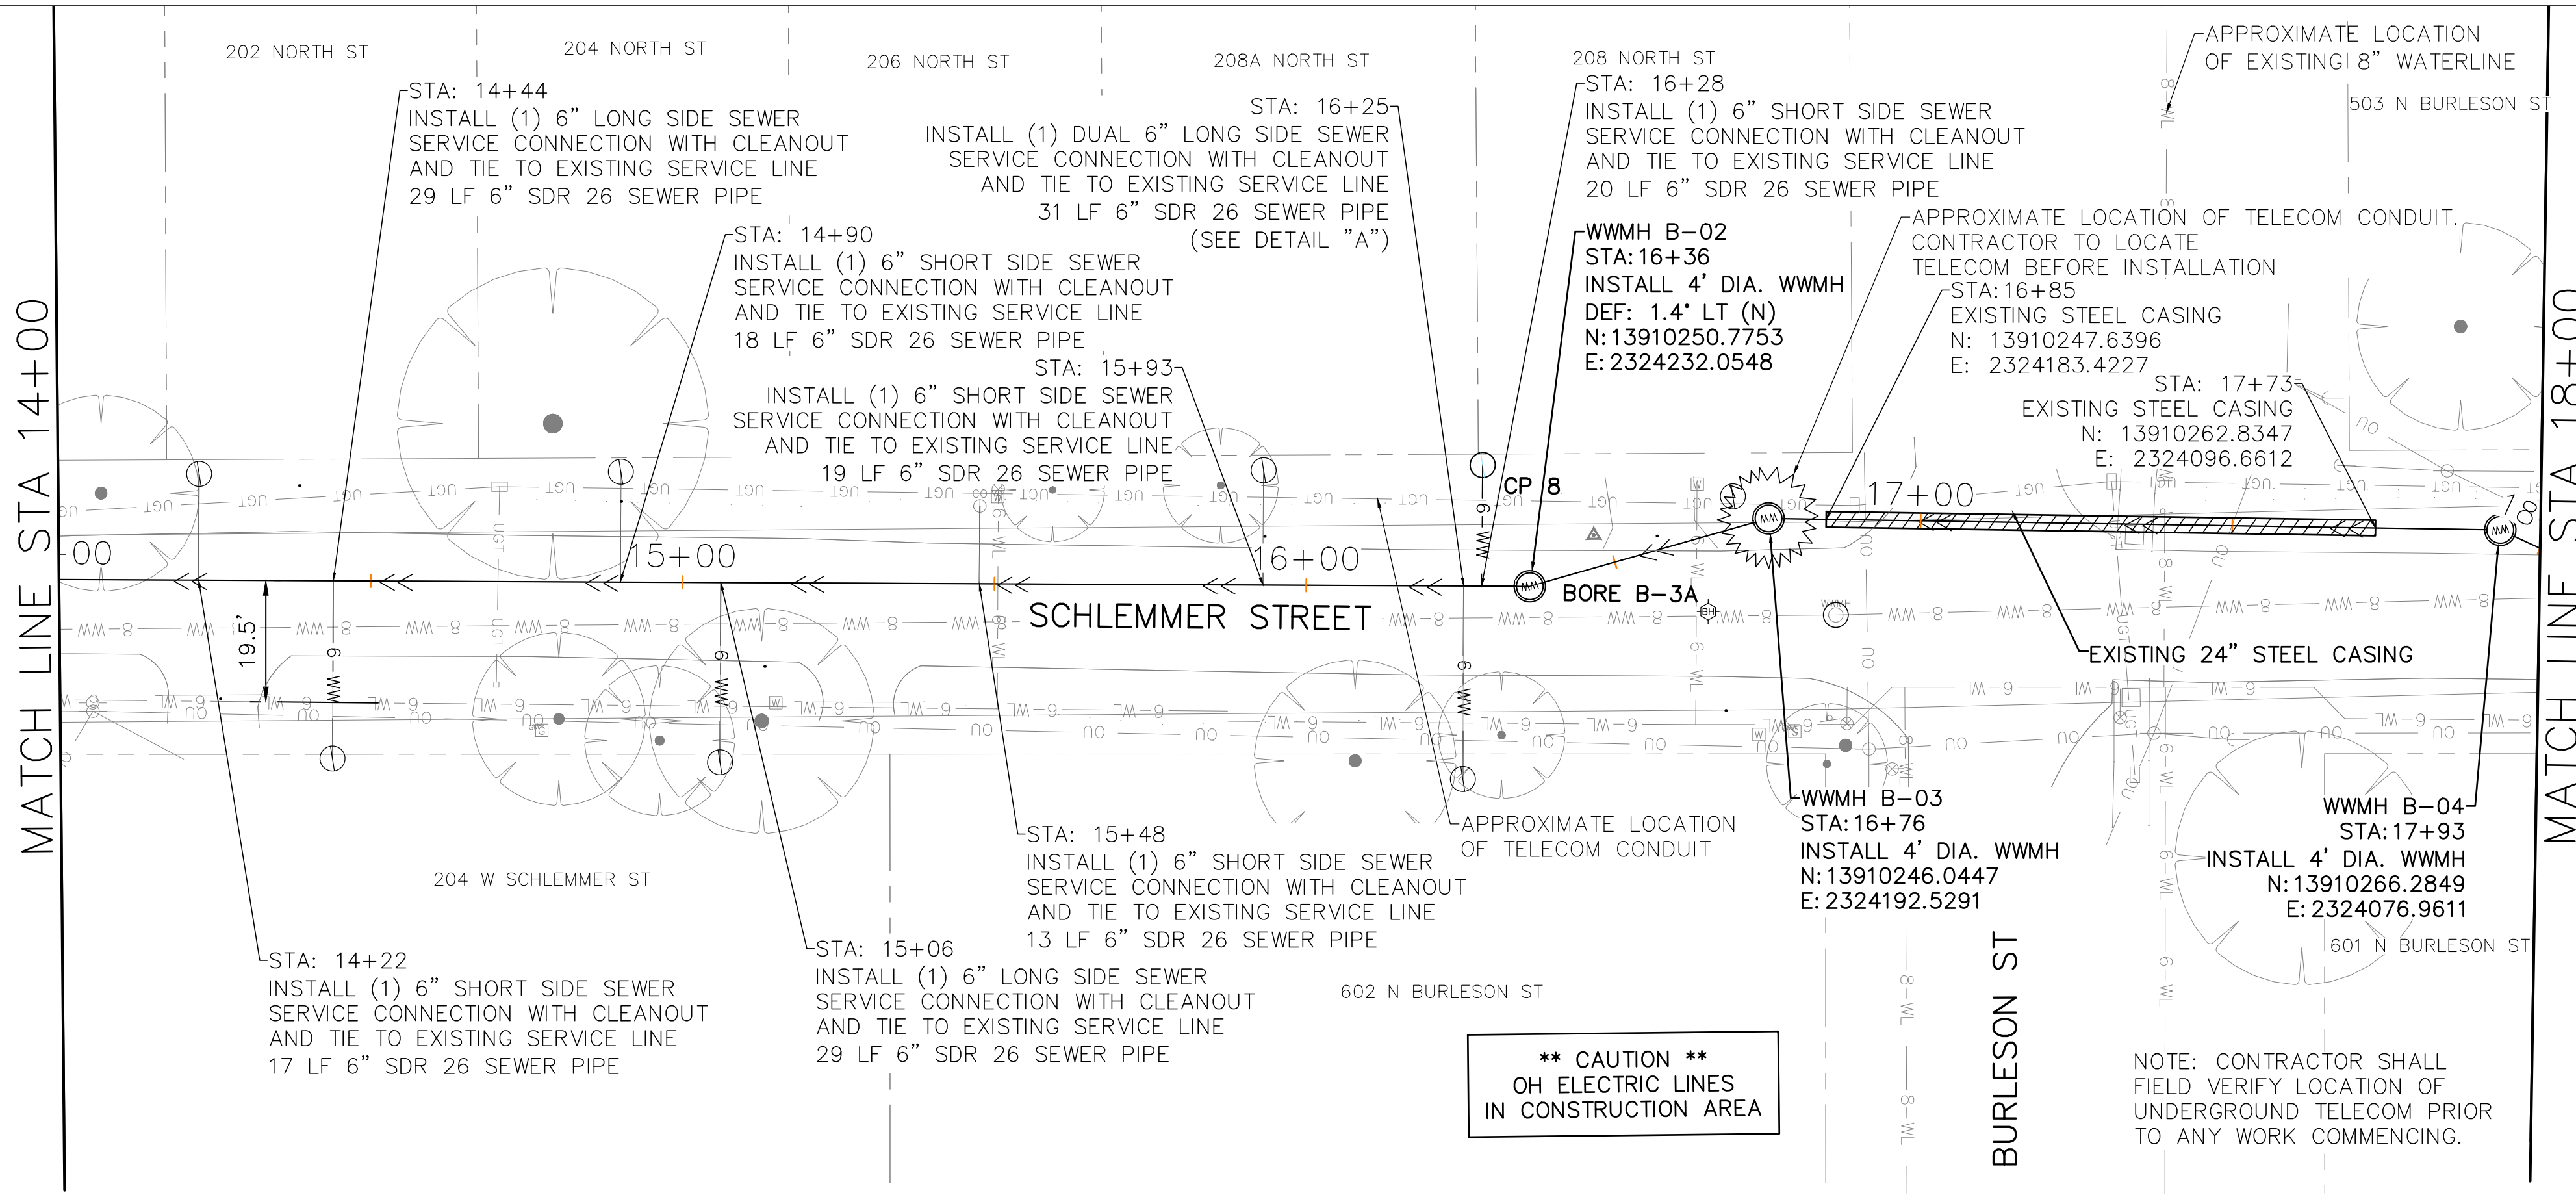 202 NORTH ST
204 NORTH ST
206 NORTH ST
208A NORTH ST
208 NORTH ST
APPROXIMATE LOCATION
OF EXISTING 8" WATERLINE
503 N BURLESON ST
MATCH LINE STA 14+00
STA: 14+44
INSTALL (1) 6" LONG SIDE SEWER
SERVICE CONNECTION WITH CLEANOUT
AND TIE TO EXISTING SERVICE LINE
29 LF 6" SDR 26 SEWER PIPE
STA: 14+90
INSTALL (1) 6" SHORT SIDE SEWER
SERVICE CONNECTION WITH CLEANOUT
AND TIE TO EXISTING SERVICE LINE
18 LF 6" SDR 26 SEWER PIPE
STA: 15+93
INSTALL (1) 6" SHORT SIDE SEWER
SERVICE CONNECTION WITH CLEANOUT
AND TIE TO EXISTING SERVICE LINE
19 LF 6" SDR 26 SEWER PIPE
STA: 16+25
INSTALL (1) DUAL 6" LONG SIDE SEWER
SERVICE CONNECTION WITH CLEANOUT
AND TIE TO EXISTING SERVICE LINE
31 LF 6" SDR 26 SEWER PIPE
(SEE DETAIL "A")
STA: 16+28
INSTALL (1) 6" SHORT SIDE SEWER
SERVICE CONNECTION WITH CLEANOUT
AND TIE TO EXISTING SERVICE LINE
20 LF 6" SDR 26 SEWER PIPE
WWMH B-02
STA:16+36
INSTALL 4' DIA. WWMH
DEF: 1.4° LT (N)
N:13910250.7753
E:2324232.0548
APPROXIMATE LOCATION OF TELECOM CONDUIT.
CONTRACTOR TO LOCATE
TELECOM BEFORE INSTALLATION
STA:16+85
EXISTING STEEL CASING
N: 13910247.6396
E: 2324183.4227
STA: 17+73
EXISTING STEEL CASING
N: 13910262.8347
E: 2324096.6612
MATCH LINE STA 18+00
00
15+00
16+00
17+00
18
CP 8
BORE B-3A
BH
WWMH
SCHLEMMER STREET
19.5'
EXISTING 24" STEEL CASING
UGT
8-WW
6-WL
8-WL
OU
APPROXIMATE LOCATION
OF TELECOM CONDUIT
WWMH B-03
STA:16+76
INSTALL 4' DIA. WWMH
N:13910246.0447
E:2324192.5291
WWMH B-04
STA:17+93
INSTALL 4' DIA. WWMH
N:13910266.2849
E:2324076.9611
601 N BURLESON ST
204 W SCHLEMMER ST
STA: 15+48
INSTALL (1) 6" SHORT SIDE SEWER
SERVICE CONNECTION WITH CLEANOUT
AND TIE TO EXISTING SERVICE LINE
13 LF 6" SDR 26 SEWER PIPE
STA: 14+22
INSTALL (1) 6" SHORT SIDE SEWER
SERVICE CONNECTION WITH CLEANOUT
AND TIE TO EXISTING SERVICE LINE
17 LF 6" SDR 26 SEWER PIPE
STA: 15+06
INSTALL (1) 6" LONG SIDE SEWER
SERVICE CONNECTION WITH CLEANOUT
AND TIE TO EXISTING SERVICE LINE
29 LF 6" SDR 26 SEWER PIPE
602 N BURLESON ST
** CAUTION **
OH ELECTRIC LINES
IN CONSTRUCTION AREA
BURLESON ST
NOTE: CONTRACTOR SHALL
FIELD VERIFY LOCATION OF
UNDERGROUND TELECOM PRIOR
TO ANY WORK COMMENCING.